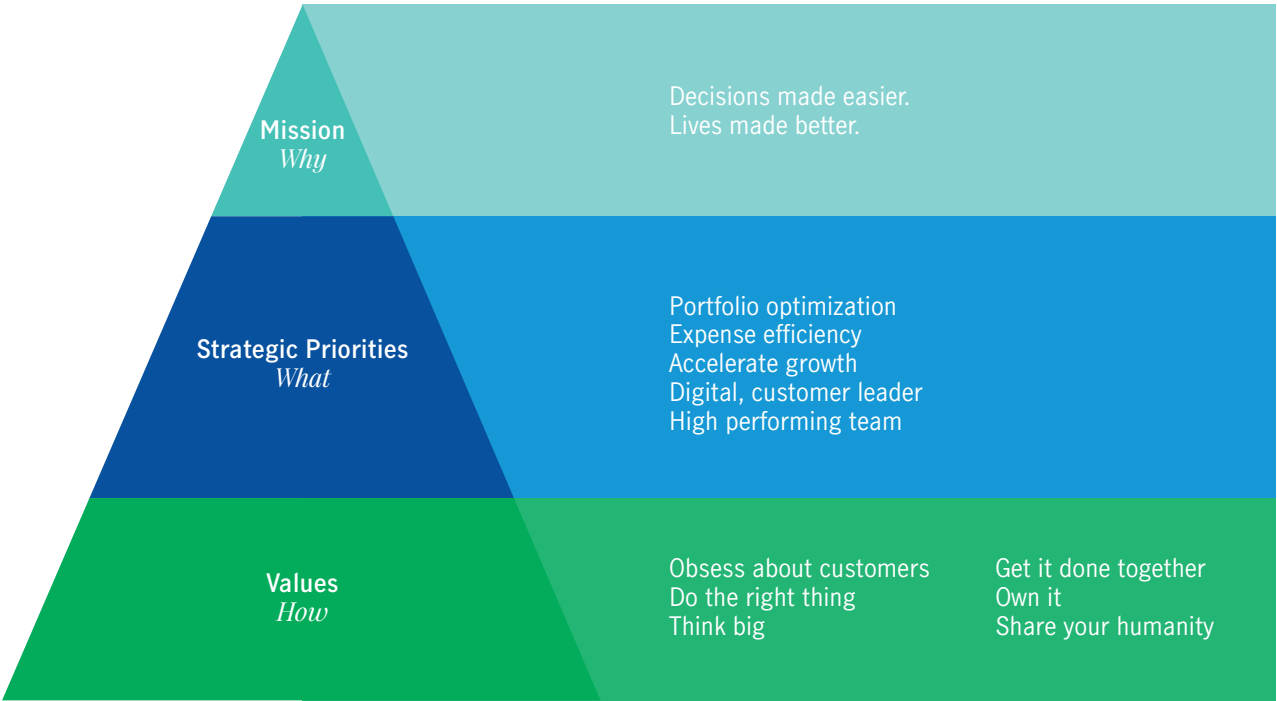 Mission
Why
Decisions made easier.
Lives made better.
Strategic Priorities
What
Portfolio optimization
Expense efficiency
Accelerate growth
Digital, customer leader
High performing team
Values
How
Obsess about customers
Do the right thing
Think big
Get it done together
Own it
Share your humanity